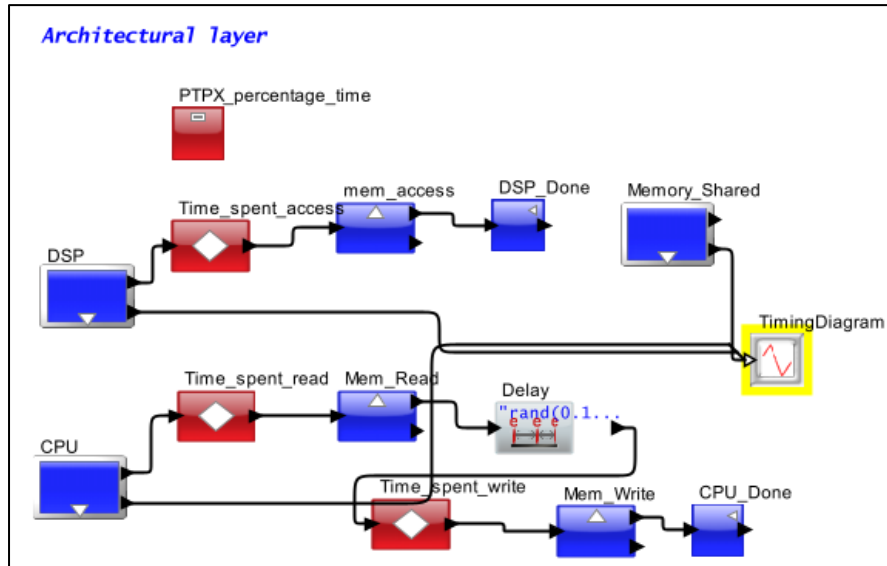 Architectural layer
PTPX_percentage_time
Time_spent_access
mem_access
DSP_Done
Memory_Shared
DSP
TimingDiagram
Time_spent_read
Mem_Read
Delay
"rand(0.1...
e e e
CPU
Time_spent_write
Mem_Write
CPU_Done